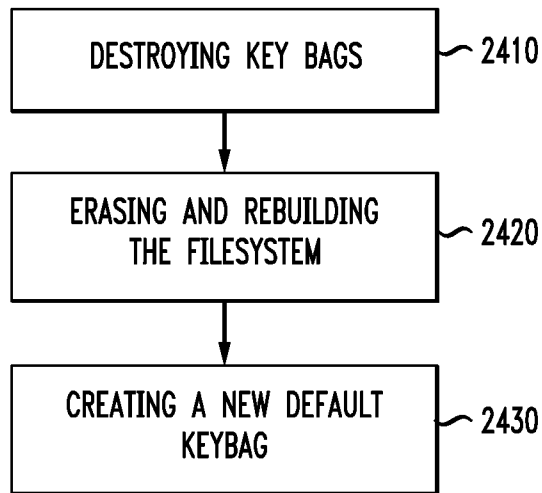 DESTROYING KEY BAGS
2410
ERASING AND REBUILDING
THE FILESYSTEM
2420
CREATING A NEW DEFAULT
KEYBAG
2430